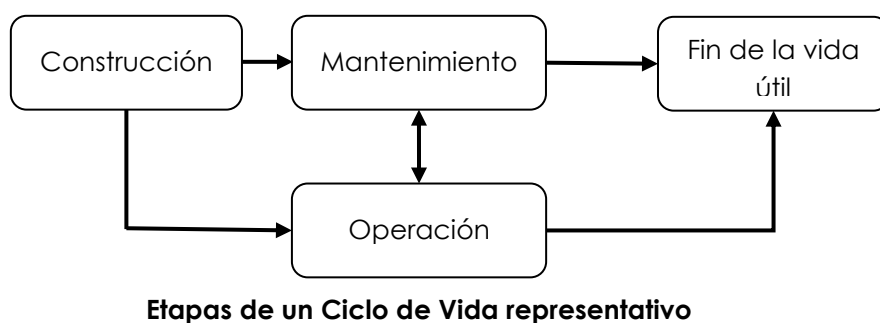 Construcción
Mantenimiento
Fin de la vida
útil
Operación
Etapas de un Ciclo de Vida representativo